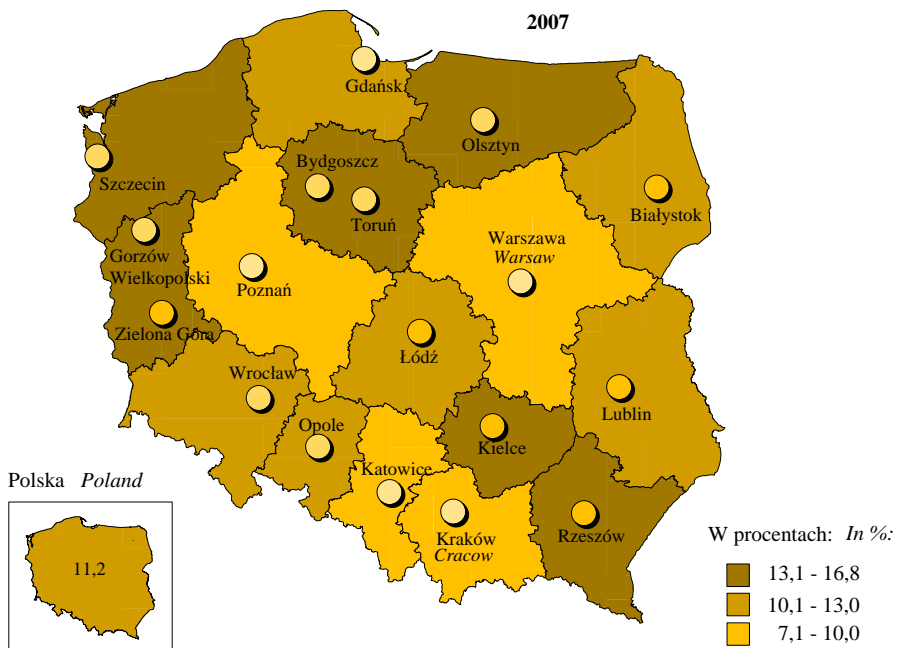 2007
Gdańsk
Olsztyn
Bydgoszcz
Szczecin
Toruń
Białystok
Warszawa
Warsaw
Gorzów
Wielkopolski
Poznań
Zielona Góra
Łódź
Wrocław
Lublin
Opole
Kielce
Katowice
Polska Poland
Kraków
Cracow
Rzeszów
11,2
W procentach: In %:
13,1 - 16,8
10,1 - 13,0
7,1 - 10,0